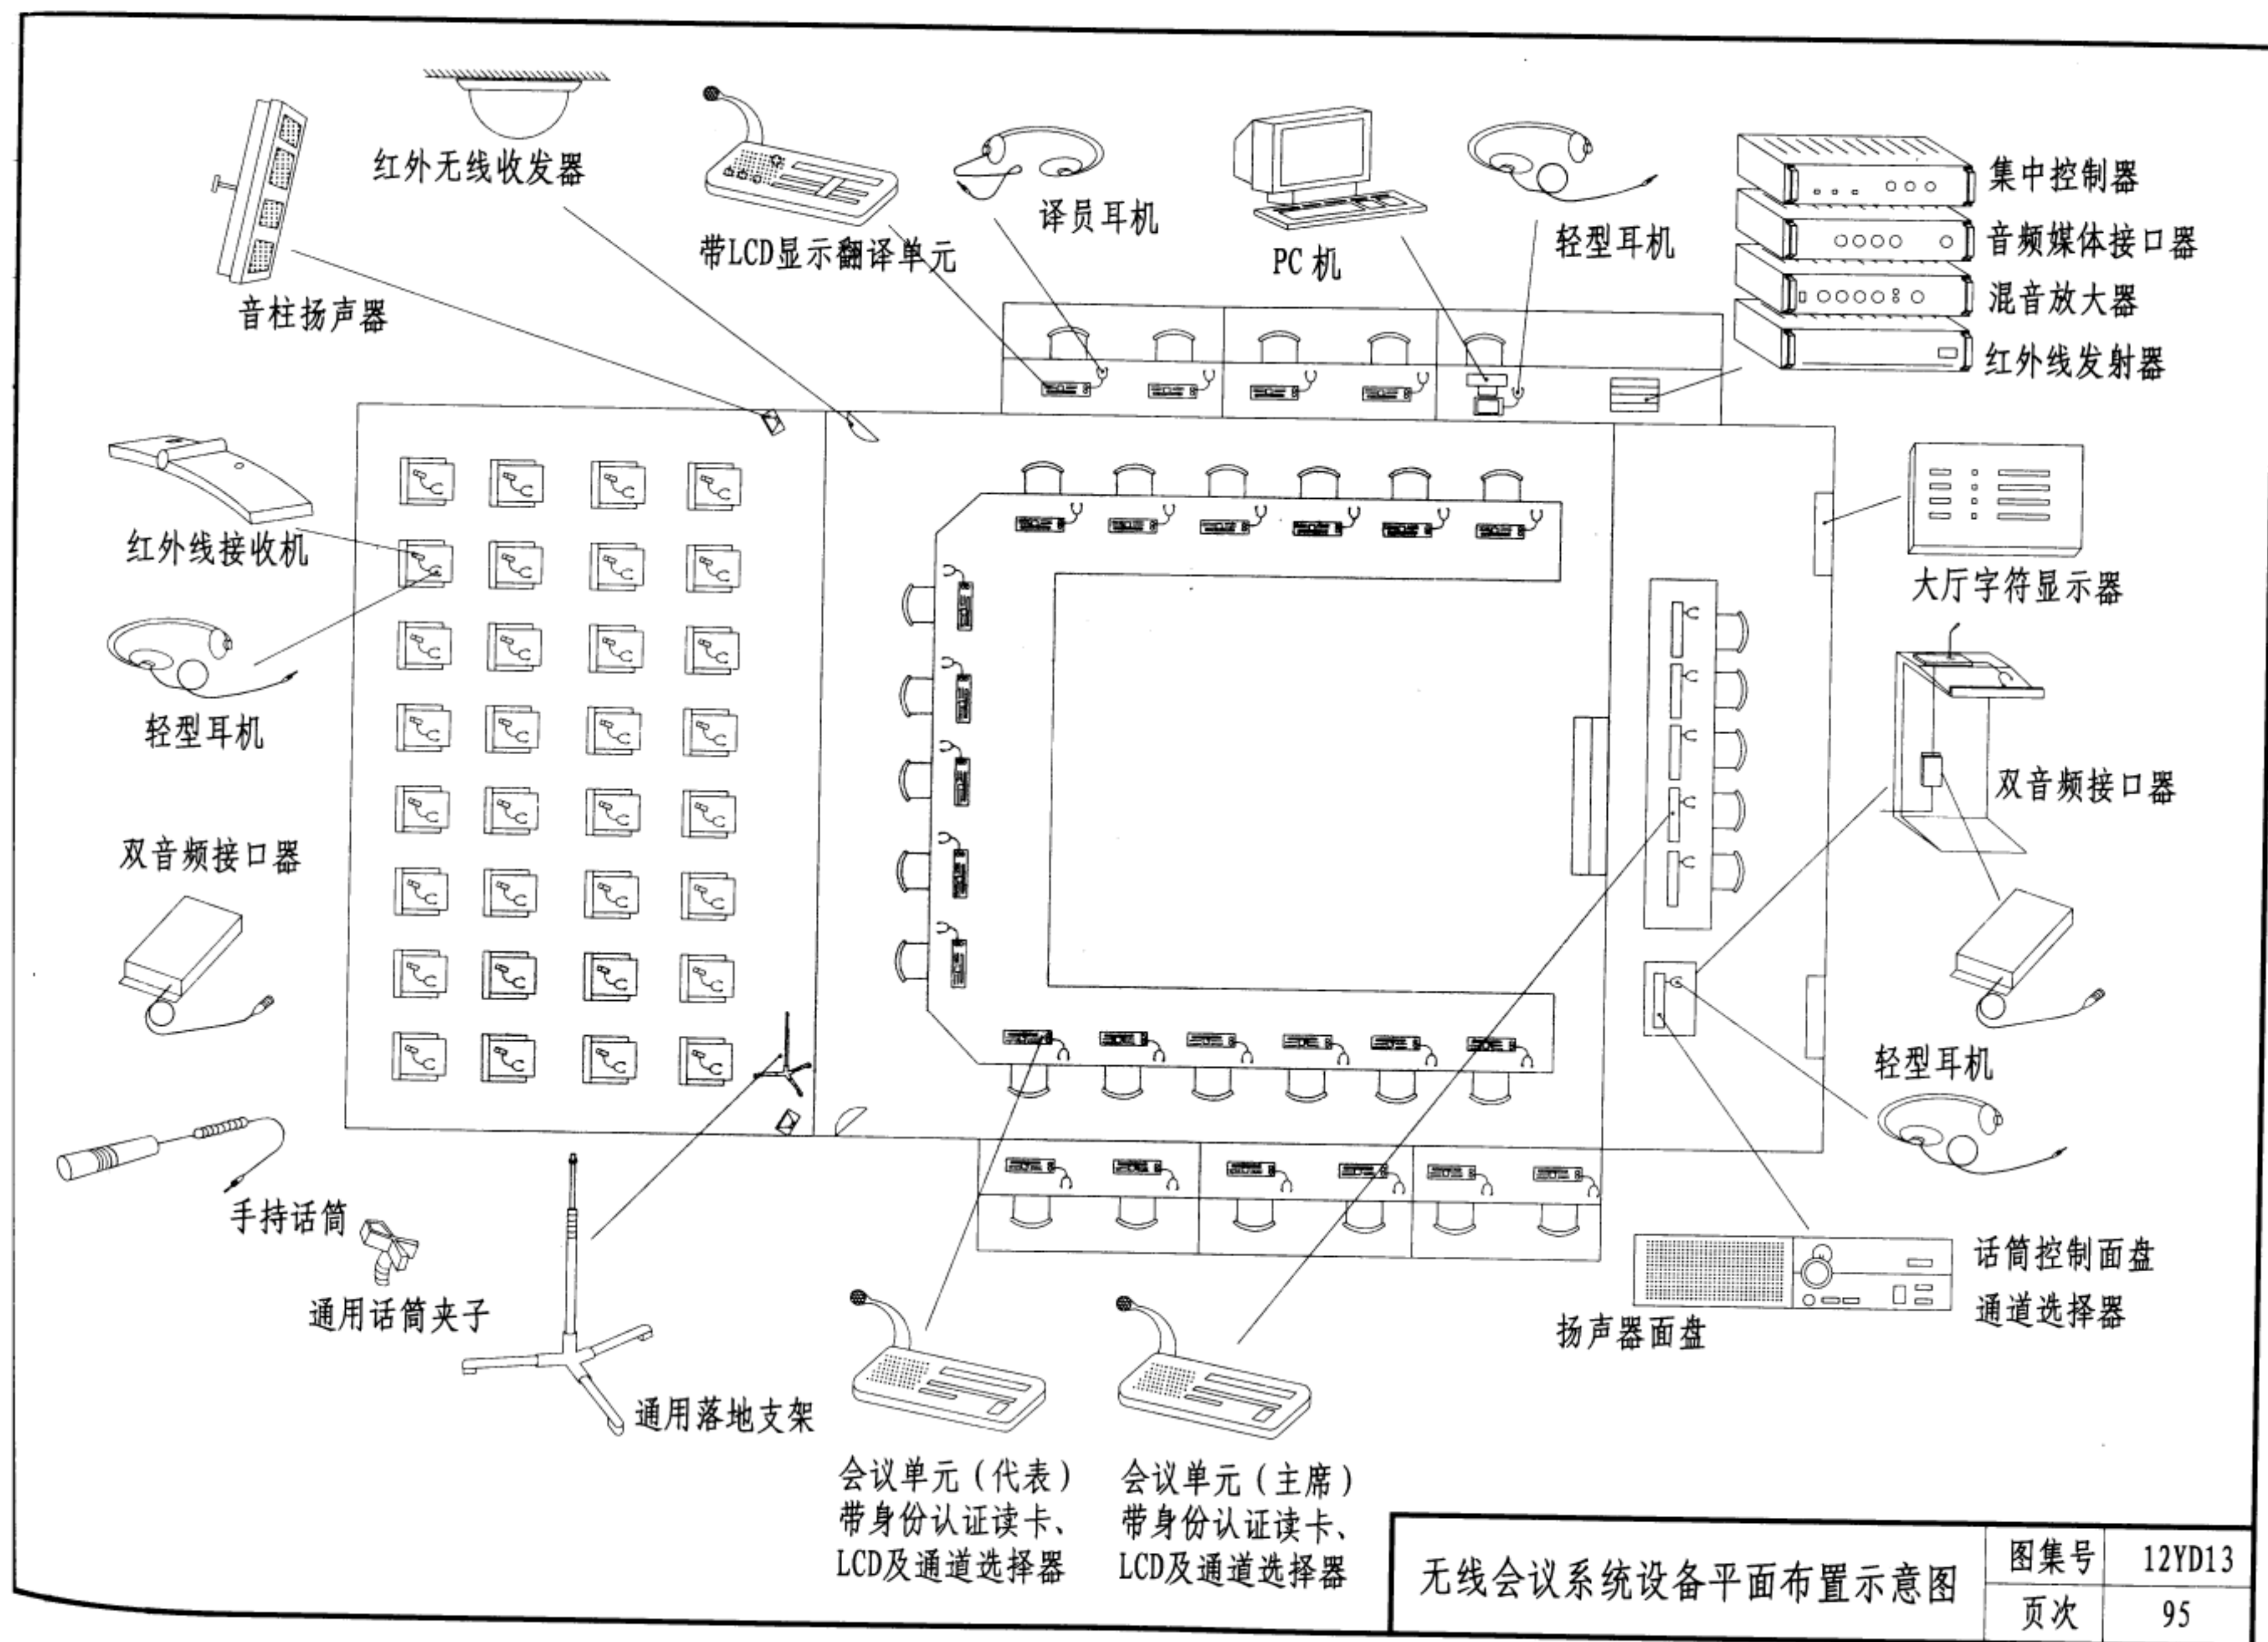 红外无线收发器
带LCD显示翻译单元
译员耳机
PC 机
轻型耳机
集中控制器
音频媒体接口器
混音放大器
红外线发射器
音柱扬声器
红外线接收机
大厅字符显示器
轻型耳机
双音频接口器
双音频接口器
轻型耳机
手持话筒
通用话筒夹子
通用落地支架
话筒控制面盘
通道选择器
扬声器面盘
会议单元（代表）
带身份认证读卡、
LCD及通道选择器
会议单元（主席）
带身份认证读卡、
LCD及通道选择器
无线会议系统设备平面布置示意图
图集号 12YD13
页次 95